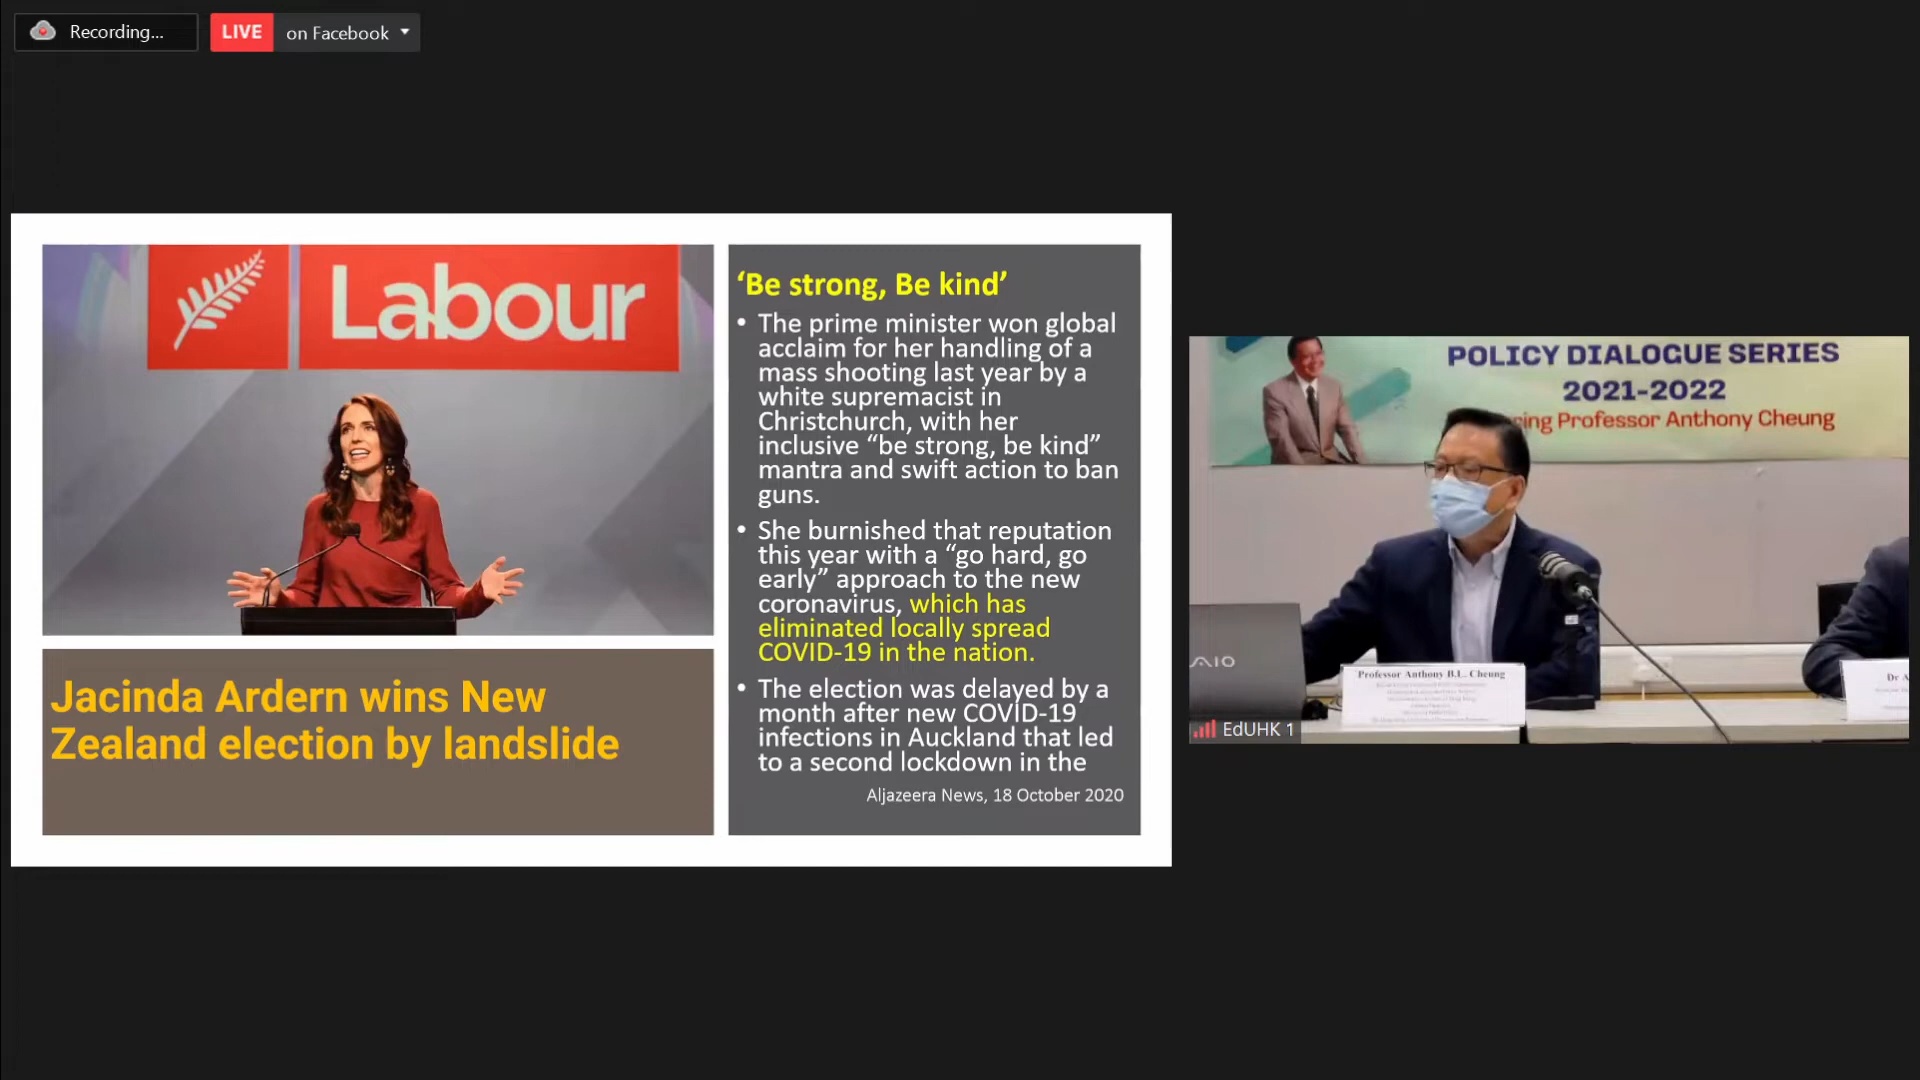 Recording...
LIVE on Facebook
Labour
Jacinda Ardern wins New
Zealand election by landslide
‘Be strong, Be kind’
• The prime minister won global
acclaim for her handling of a
mass shooting last year by a
white supremacist in
Christchurch, with her
inclusive “be strong, be kind”
mantra and swift action to ban
guns.
• She burnished that reputation
this year with a “go hard, go
early” approach to the new
coronavirus, which has
eliminated locally spread
COVID-19 in the nation.
• The election was delayed by a
month after new COVID-19
infections in Auckland that led
to a second lockdown in the
Aljazeera News, 18 October 2020
POLICY DIALOGUE SERIES
2021-2022
Professor Anthony Cheung
AIO
Professor Anthony B.L. Cheung
Dr A
EdUHK 1